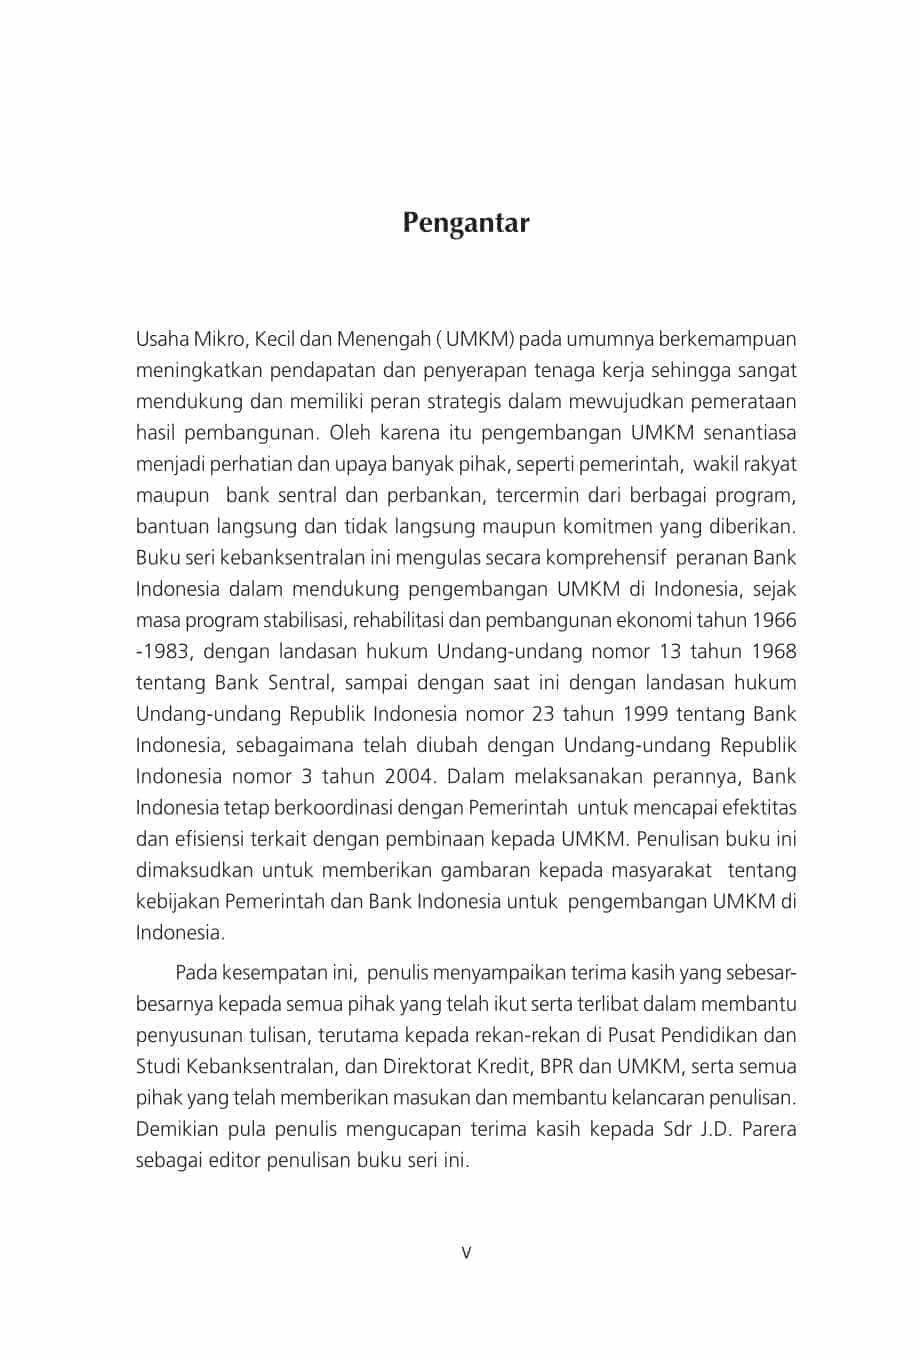 Pengantar
Usaha Mikro, Kecil dan Menengah ( UMKM) pada umumnya berkemampuan
meningkatkan pendapatan dan penyerapan tenaga kerja sehingga sangat
mendukung dan memiliki peran strategis dalam mewujudkan pemerataan
hasil pembangunan. Oleh karena itu pengembangan UMKM senantiasa
menjadi perhatian dan upaya banyak pihak, seperti pemerintah, wakil rakyat
maupun bank sentral dan perbankan, tercermin dari berbagai program,
bantuan langsung dan tidak langsung maupun komitmen yang diberikan.
Buku seri kebanksentralan ini mengulas secara komprehensif peranan Bank
Indonesia dalam mendukung pengembangan UMKM di Indonesia, sejak
masa program stabilisasi, rehabilitasi dan pembangunan ekonomi tahun 1966
-1983, dengan landasan hukum Undang-undang nomor 13 tahun 1968
tentang Bank Sentral, sampai dengan saat ini dengan landasan hukum
Undang-undang Republik Indonesia nomor 23 tahun 1999 tentang Bank
Indonesia, sebagaimana telah diubah dengan Undang-undang Republik
Indonesia nomor 3 tahun 2004. Dalam melaksanakan perannya, Bank
Indonesia tetap berkoordinasi dengan Pemerintah untuk mencapai efektitas
dan efisiensi terkait dengan pembinaan kepada UMKM. Penulisan buku ini
dimaksudkan untuk memberikan gambaran kepada masyarakat tentang
kebijakan Pemerintah dan Bank Indonesia untuk pengembangan UMKM di
Indonesia.
Pada kesempatan ini, penulis menyampaikan terima kasih yang sebesar-
besarnya kepada semua pihak yang telah ikut serta terlibat dalam membantu
penyusunan tulisan, terutama kepada rekan-rekan di Pusat Pendidikan dan
Studi Kebanksentralan, dan Direktorat Kredit, BPR dan UMKM, serta semua
pihak yang telah memberikan masukan dan membantu kelancaran penulisan.
Demikian pula penulis mengucapan terima kasih kepada Sdr J.D. Parera
sebagai editor penulisan buku seri ini.
v